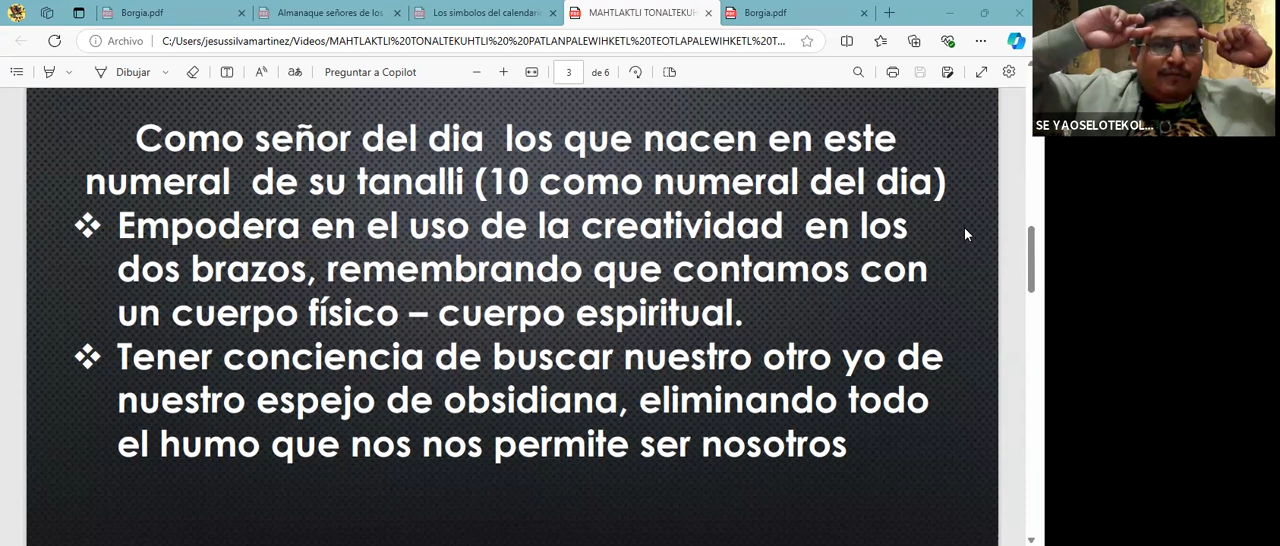 Borgia.pdf
Almanaque señores de los
Los simbolos del calendari
MAHTLAKTLI TONALTEKUH
Borgia.pdf
Archivo
C:/Users/jesussilvamartinez/Videos/MAHTLAKTLI%20TONALTEKUHTLI%20%20PATLANPALEWIHKETL%20TEOTLAPALEWIHKETL%20T...
Dibujar
Preguntar a Copilot
3
de 6
SE YAOSELOTEKOL...
Como señor del dia los que nacen en este
numeral de su tanalli (10 como numeral del dia)
❖ Empodera en el uso de la creatividad en los
dos brazos, remembrando que contamos con
un cuerpo físico – cuerpo espiritual.
❖ Tener conciencia de buscar nuestro otro yo de
nuestro espejo de obsidiana, eliminando todo
el humo que nos nos permite ser nosotros